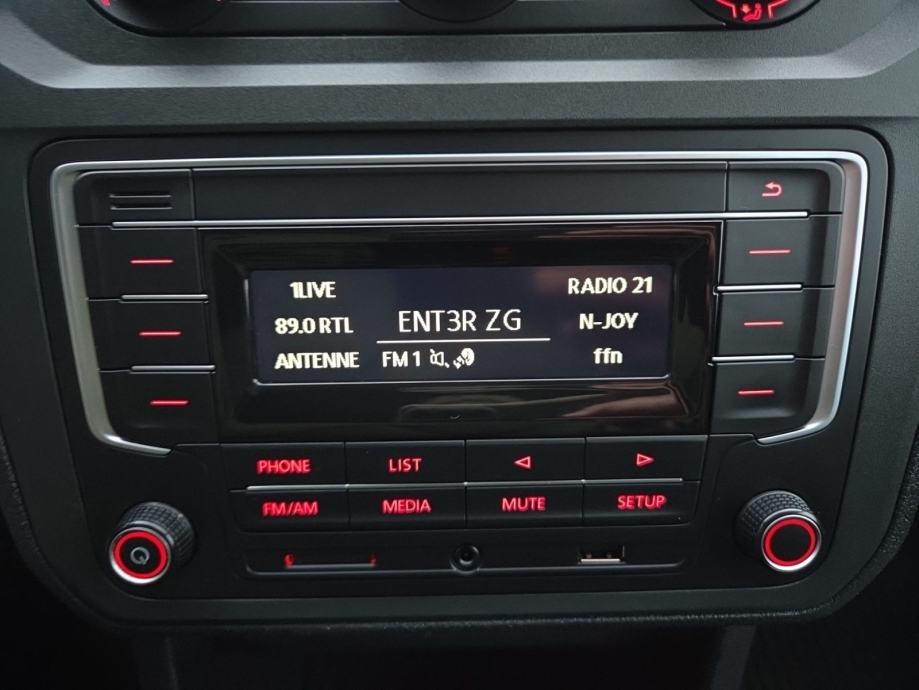 1LIVE
RADIO 21
89.0 RTL
ENT3R ZG
N-JOY
ANTENNE
FM 1
ffn
PHONE
LIST
FM/AM
MEDIA
MUTE
SETUP